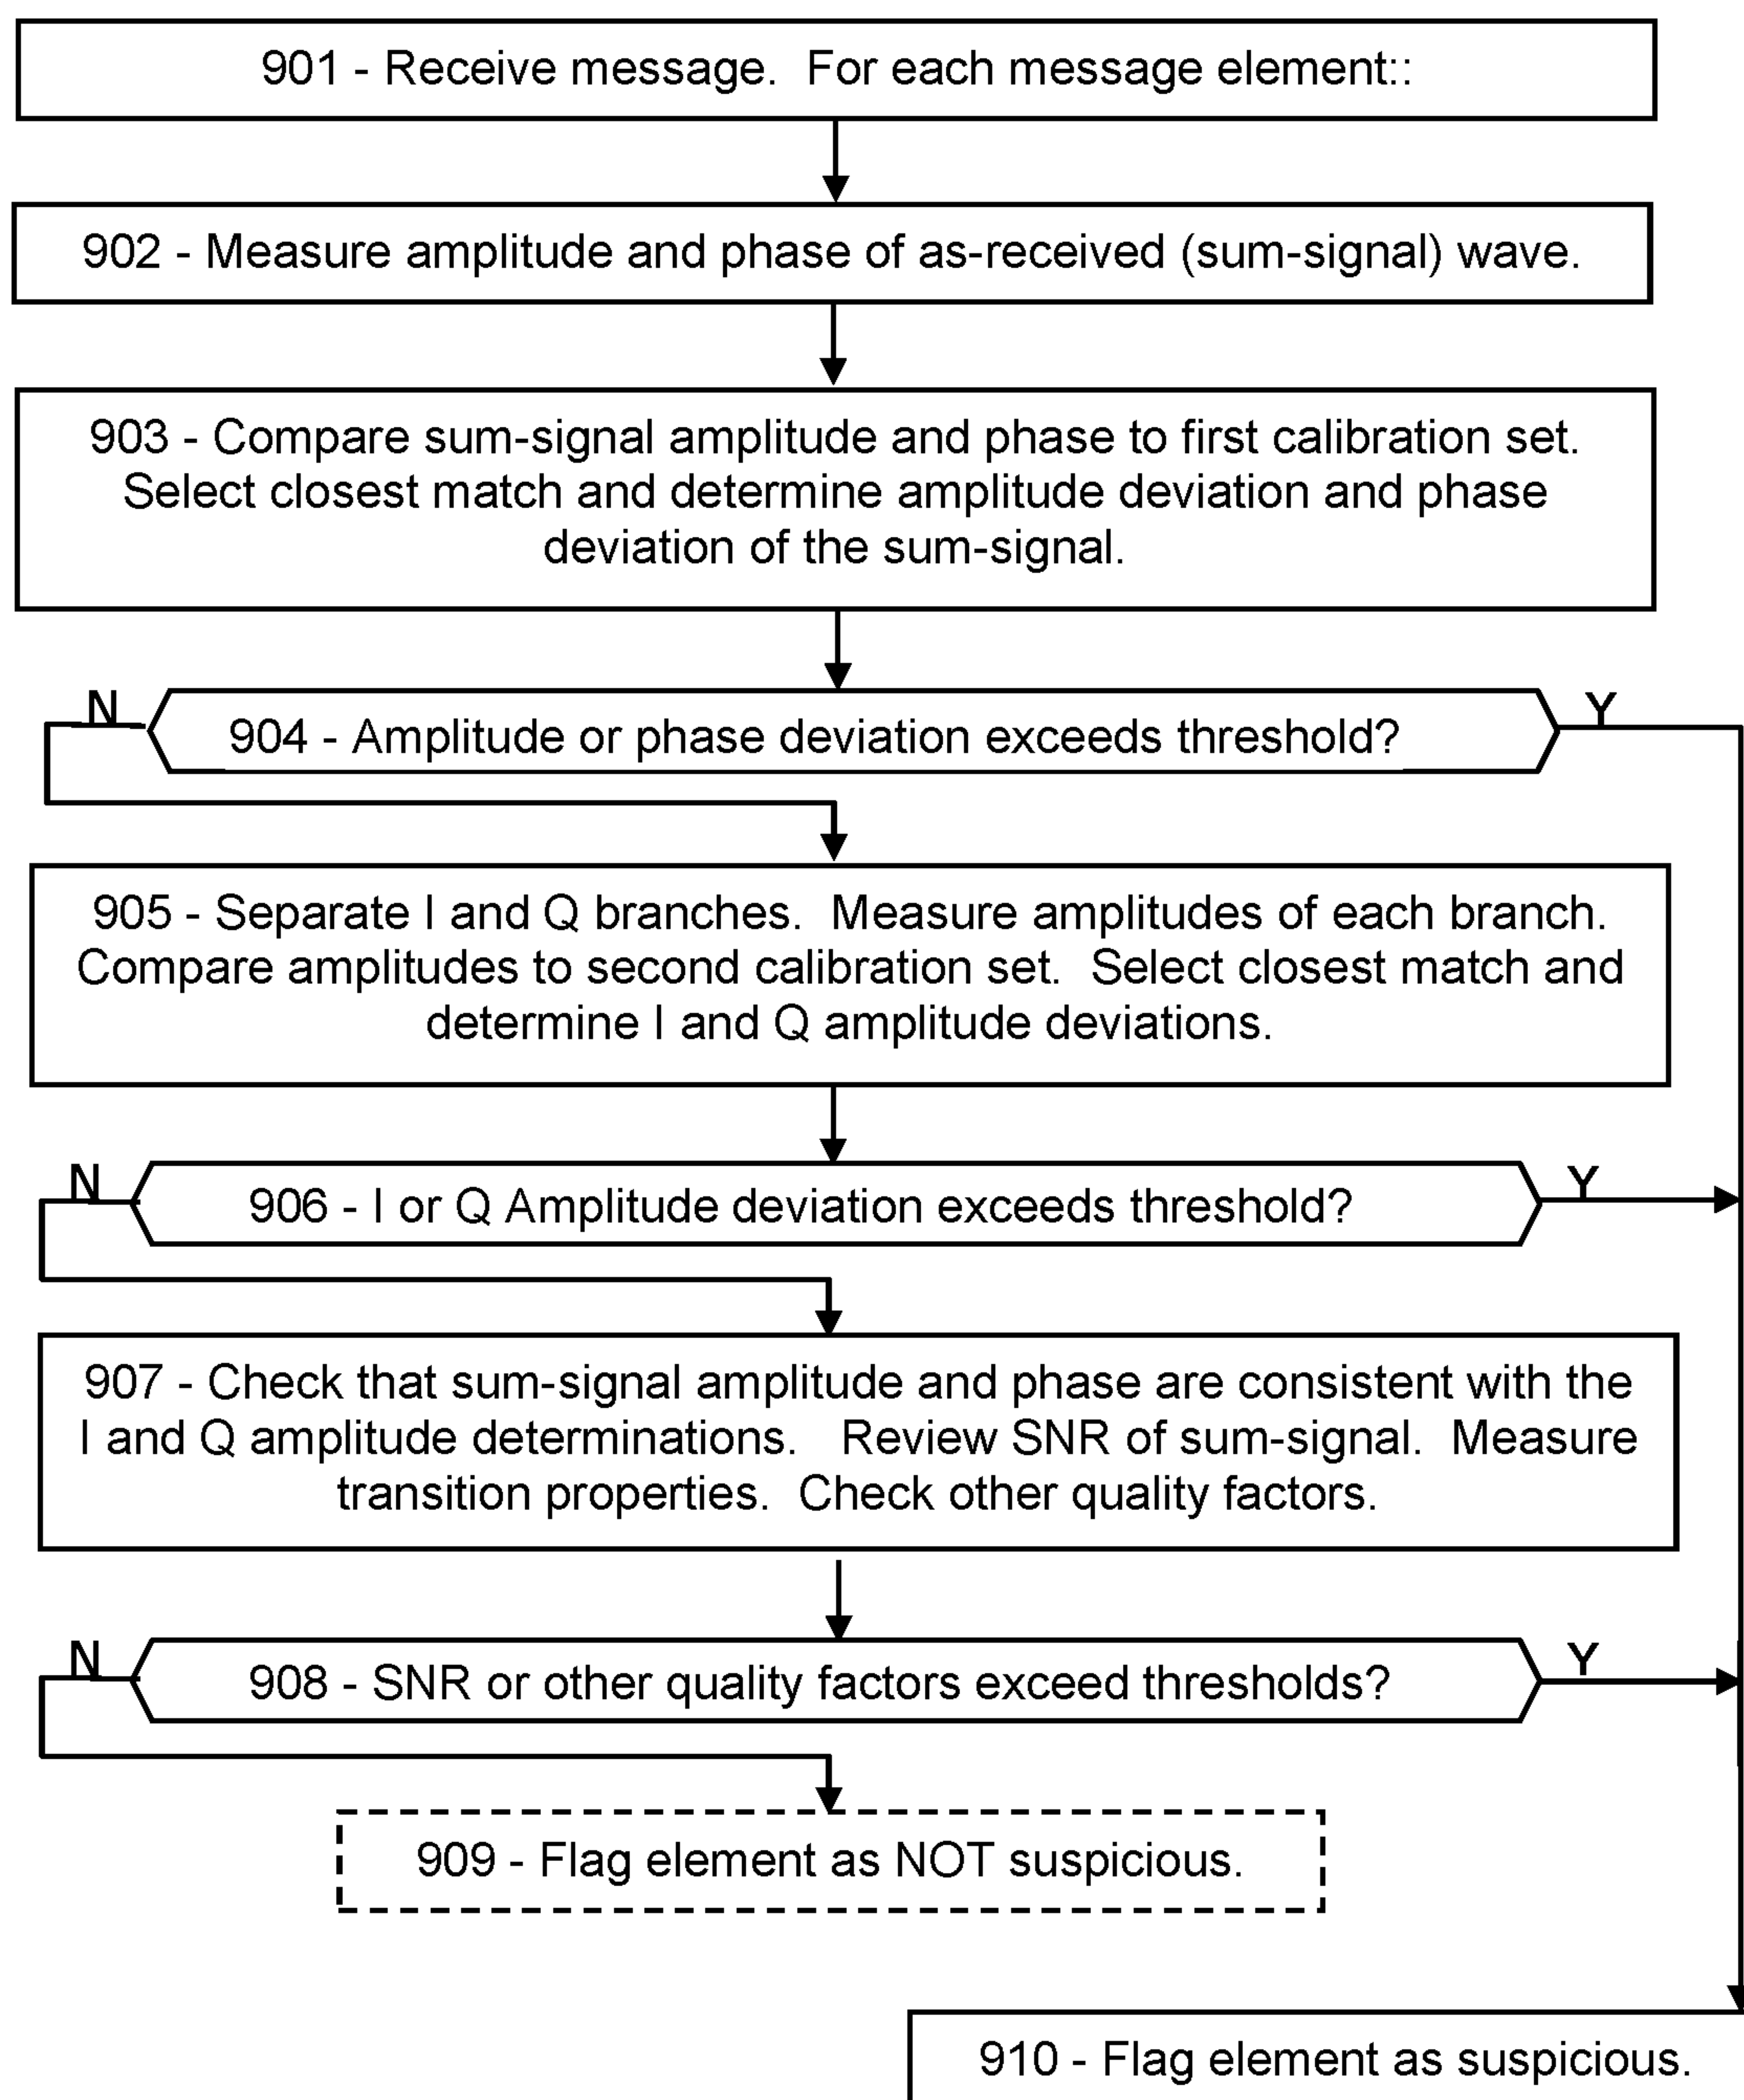 901 - Receive message.  For each message element::
902 - Measure amplitude and phase of as-received (sum-signal) wave.
903 - Compare sum-signal amplitude and phase to first calibration set.
Select closest match and determine amplitude deviation and phase
deviation of the sum-signal.
N
904 - Amplitude or phase deviation exceeds threshold?
Y
905 - Separate I and Q branches.  Measure amplitudes of each branch.
Compare amplitudes to second calibration set.  Select closest match and
determine I and Q amplitude deviations.
N
906 - I or Q Amplitude deviation exceeds threshold?
Y
907 - Check that sum-signal amplitude and phase are consistent with the
I and Q amplitude determinations.   Review SNR of sum-signal.  Measure
transition properties.  Check other quality factors.
N
908 - SNR or other quality factors exceed thresholds?
Y
909 - Flag element as NOT suspicious.
910 - Flag element as suspicious.